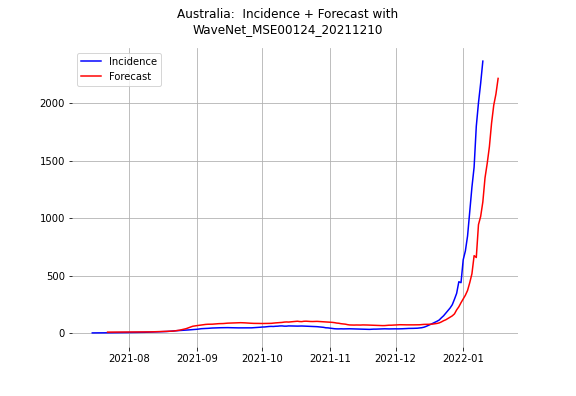 Australia:  Incidence + Forecast with
WaveNet_MSE00124_20211210
Incidence
Forecast
2000
1500
1000
500
0
2021-08 2021-09 2021-10 2021-11 2021-12 2022-01